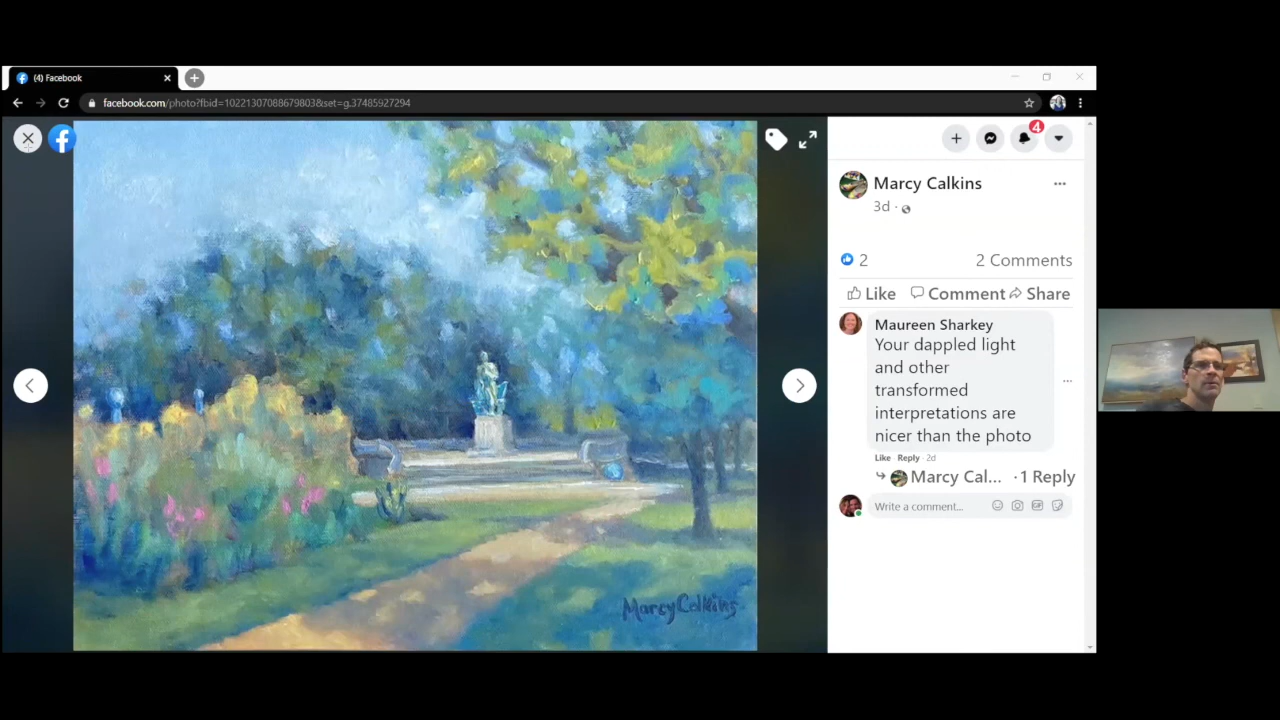 (4) Facebook
facebook.com/photo?fbid=10221307088679803&set=g.37485927294
4
Marcy Calkins
3d ·
2
2 Comments
Like Comment Share
Maureen Sharkey
Your dappled light
and other
transformed
interpretations are
nicer than the photo
Like · Reply · 2d
Marcy Cal... · 1 Reply
Write a comment...
GIF
Marcy Calkins